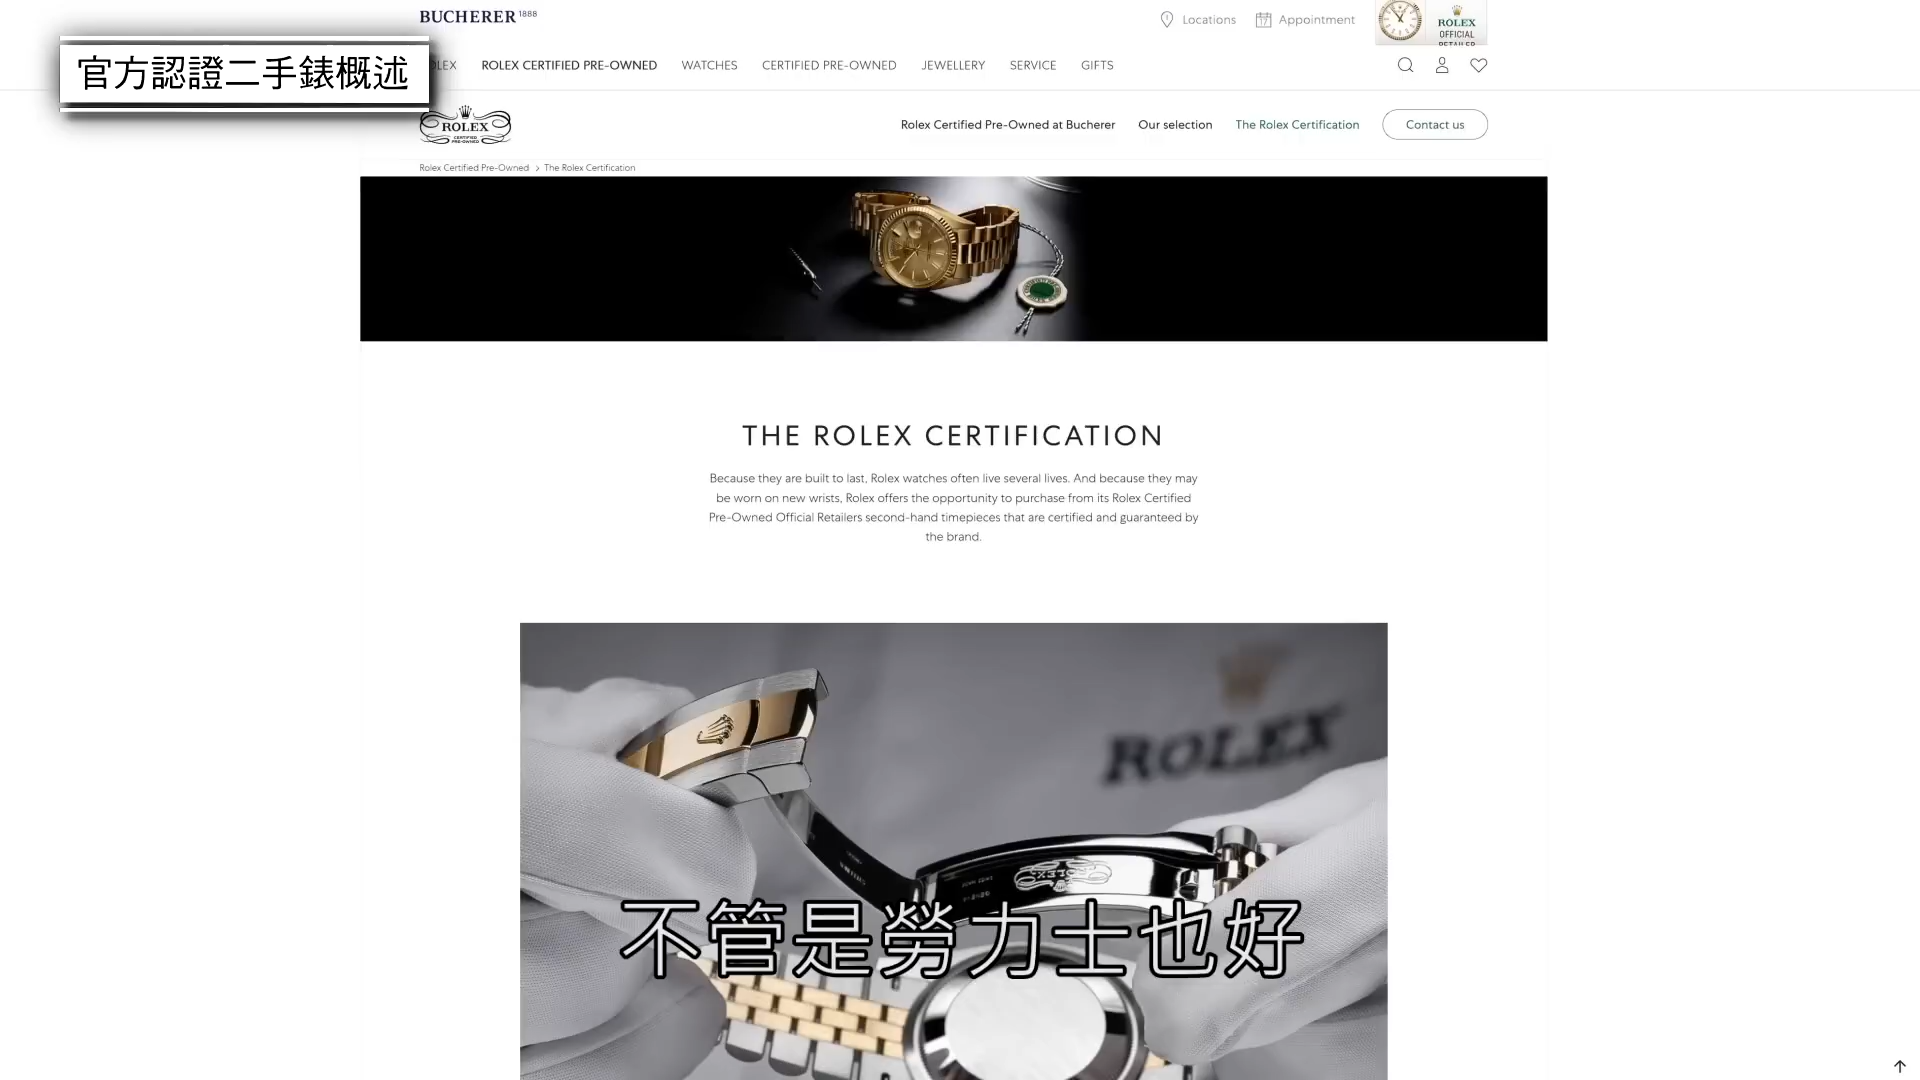 BUCHERER 1888
Locations
Appointment
ROLEX
OFFICIAL
RETAILER
官方認證二手錶概述
ROLEX CERTIFIED PRE-OWNED
WATCHES
CERTIFIED PRE-OWNED
JEWELLERY
SERVICE
GIFTS
ROLEX
CERTIFIED
PRE-OWNED
Rolex Certified Pre-Owned at Bucherer
Our selection
The Rolex Certification
Contact us
Rolex Certified Pre-Owned > The Rolex Certification
THE ROLEX CERTIFICATION
Because they are built to last, Rolex watches often live several lives. And because they may
be worn on new wrists, Rolex offers the opportunity to purchase from its Rolex Certified
Pre-Owned Official Retailers second-hand timepieces that are certified and guaranteed by
the brand.
ROLEX
ROLEX
不管是勞力士也好